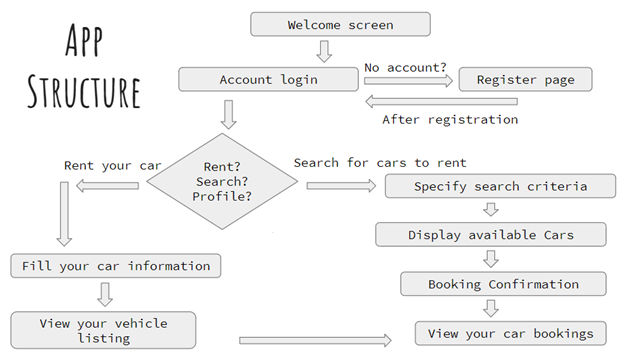 App
Structure
Welcome screen
Account login
No account?
Register page
After registration
Rent your car
Rent?
Search?
Profile?
Search for cars to rent
Specify search criteria
Display available Cars
Fill your car information
Booking Confirmation
View your vehicle
listing
View your car bookings